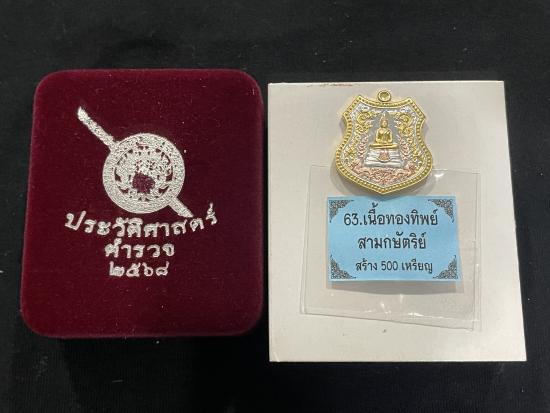 ประวัติศาสตร์
ตำรวจ
๒๕๖๘
63.เนื้อทองทิพย์
สามกษัตริย์
สร้าง 500 เหรียญ